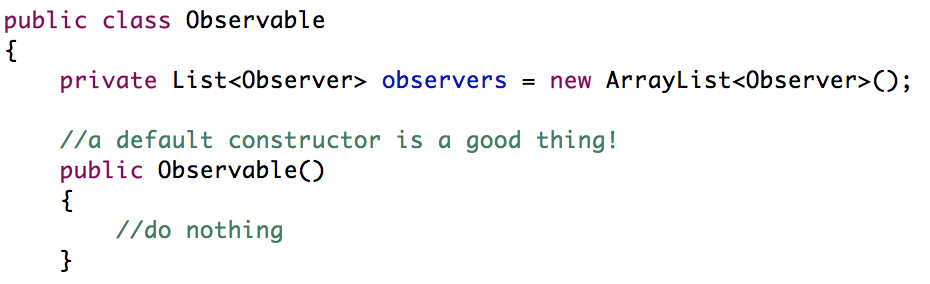 public class Observable
{
    private List<Observer> observers = new ArrayList<Observer>();

    //a default constructor is a good thing!
    public Observable()
    {
        //do nothing
    }